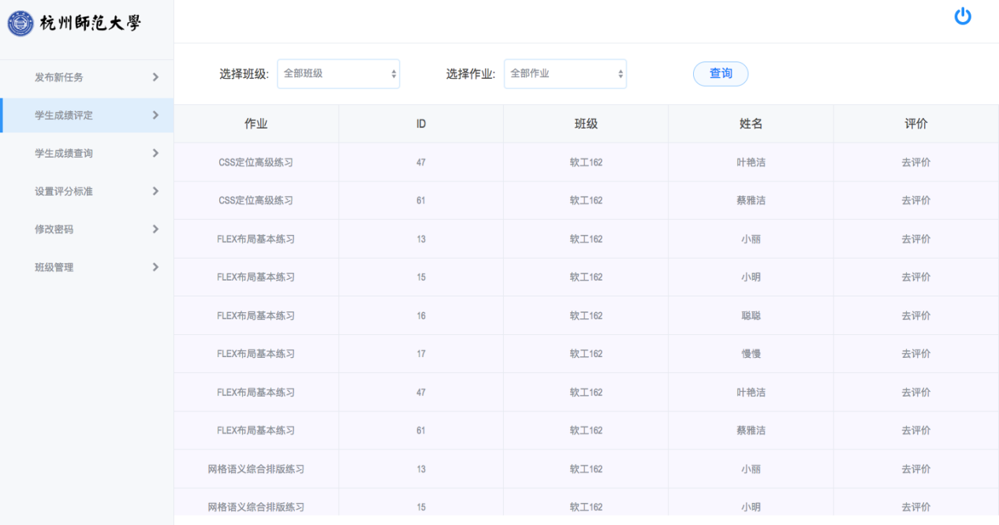 杭州師范大學
发布新任务
学生成绩评定
学生成绩查询
设置评分标准
修改密码
班级管理
选择班级: 全部班级 选择作业: 全部作业 查询
作业 ID 班级 姓名 评价
CSS定位高级练习 47 软工162 叶艳洁 去评价
CSS定位高级练习 61 软工162 蔡雅洁 去评价
FLEX布局基本练习 13 软工162 小丽 去评价
FLEX布局基本练习 15 软工162 小明 去评价
FLEX布局基本练习 16 软工162 聪聪 去评价
FLEX布局基本练习 17 软工162 慢慢 去评价
FLEX布局基本练习 47 软工162 叶艳洁 去评价
FLEX布局基本练习 61 软工162 蔡雅洁 去评价
网格语义综合排版练习 13 软工162 小丽 去评价
网格语义综合排版练习 15 软工162 小明 去评价